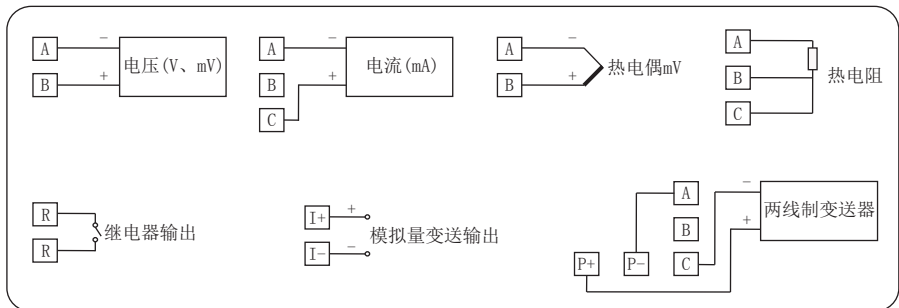 A
−
B
+
电压(V、mV)
A
−
B
+
C
电流(mA)
A
−
B
+
热电偶mV
A
B
C
热电阻
R
R
继电器输出
I+
+
I−
−
模拟量变送输出
A
−
B
+
C
P+
P−
两线制变送器